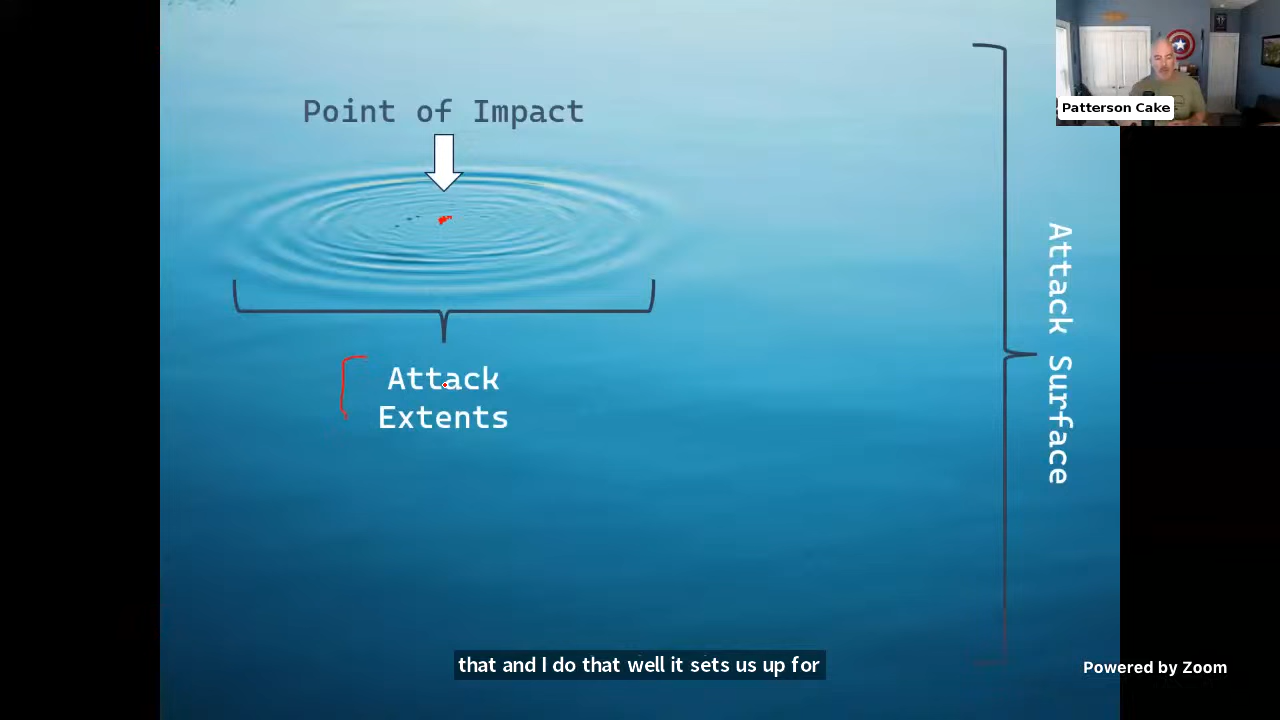 Patterson Cake
Point of Impact
Attack Surface
Attack
Extents
that and I do that well it sets us up for
Powered by Zoom